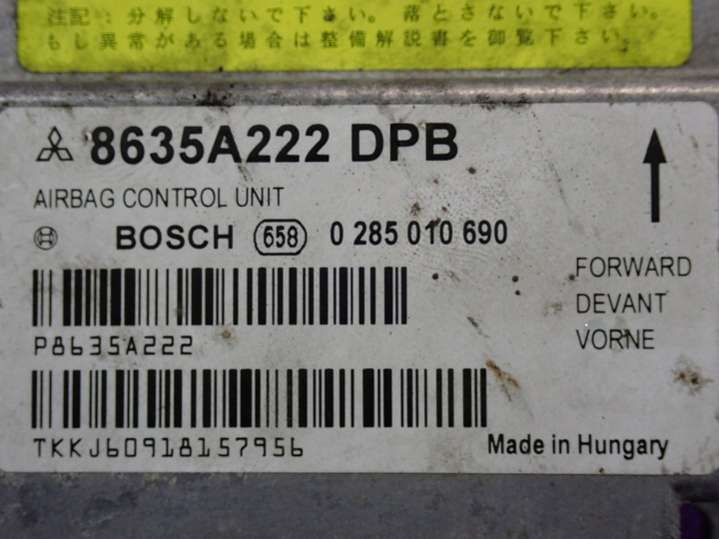 注記:分解しないで下さい。落とさないで下さい。
もし異常がある場合は整備解説書を御覧下さい。
8635A222 DPB
AIRBAG CONTROL UNIT
BOSCH 658 0 285 010 690
FORWARD
DEVANT
VORNE
P8635A222
TKKJ60918157956
Made in Hungary